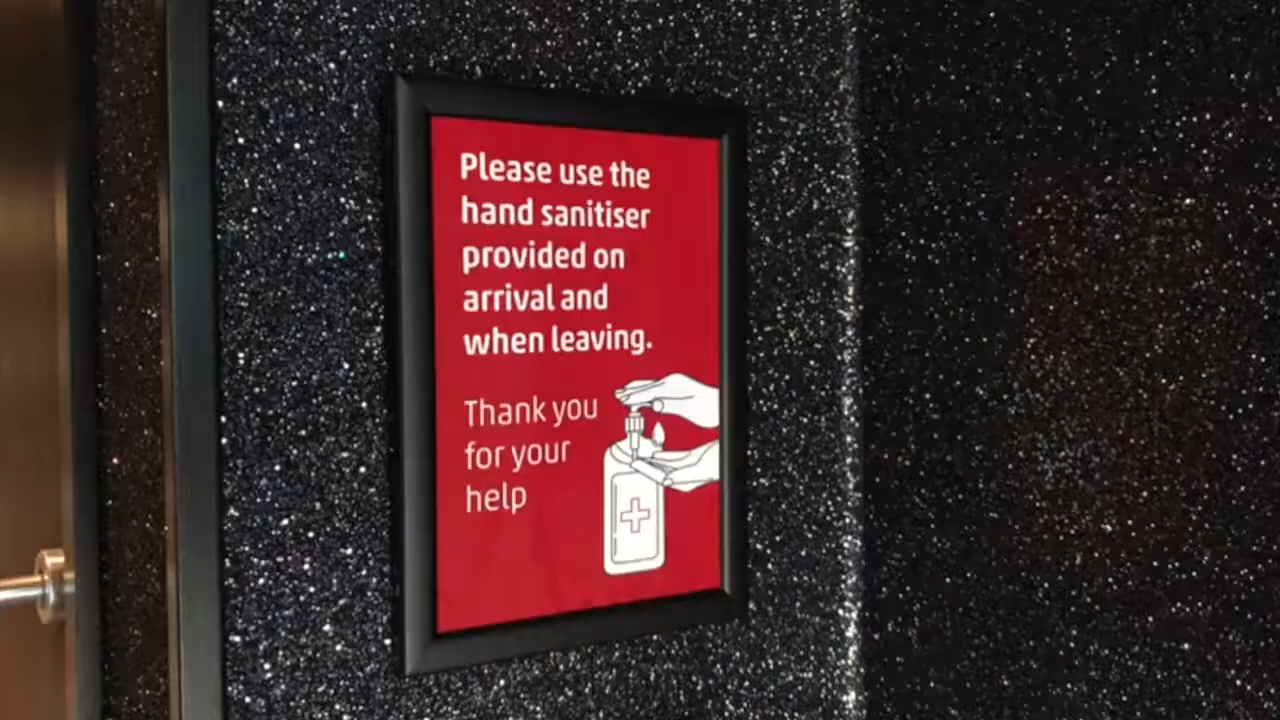 Please use the
hand sanitiser
provided on
arrival and
when leaving.
Thank you
for your
help